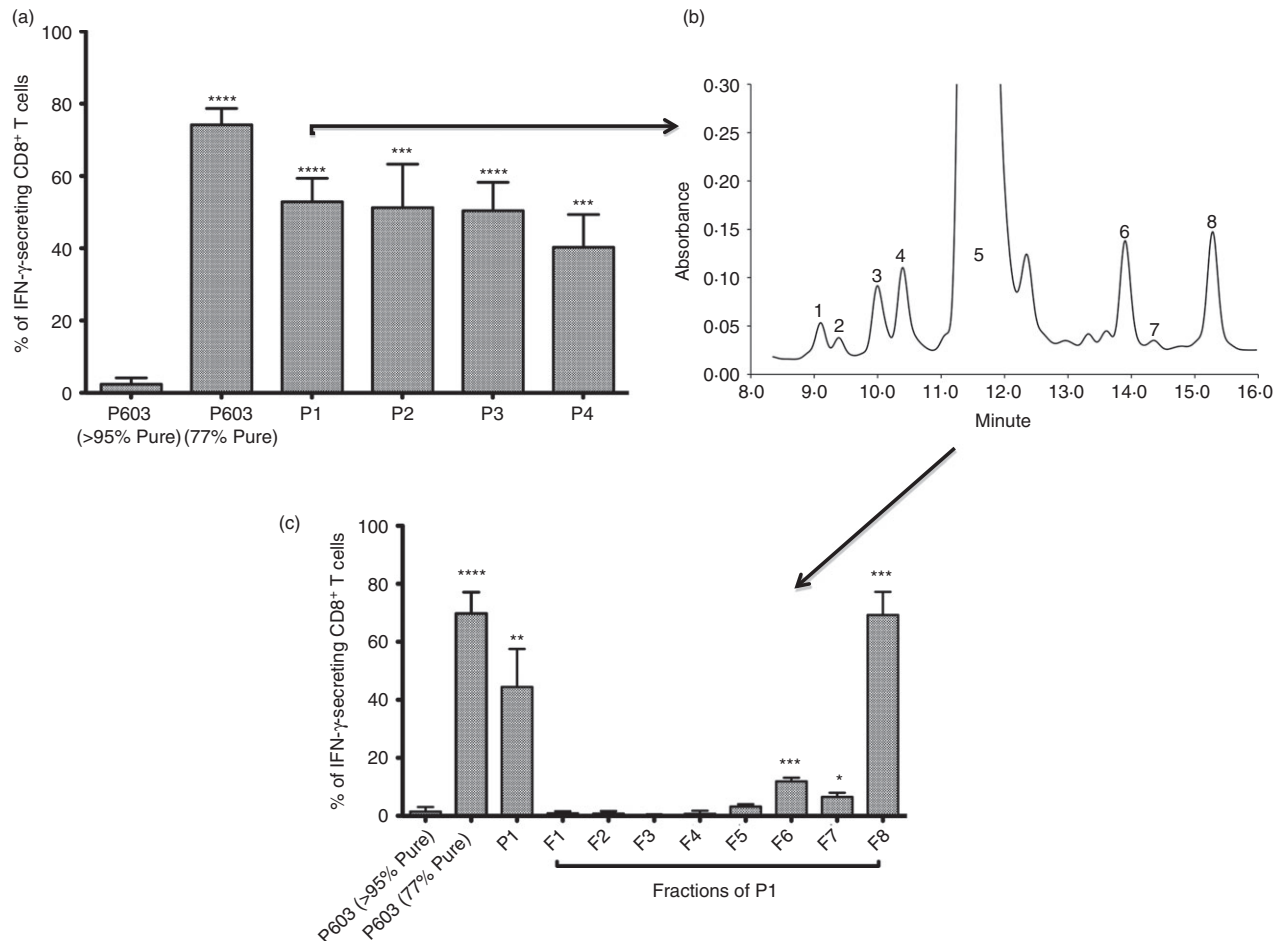 (a)
100
80
60
40
20
0
% of IFN-γ-secreting CD8+ T cells
****
****
***
****
***
P603 P603 P1 P2 P3 P4
(>95% Pure) (77% Pure)
(b)
0·30
0·25
0·20
0·15
0·10
0·05
0·00
Absorbance
1
2
3
4
5
6
7
8
8·0 9·0 10·0 11·0 12·0 13·0 14·0 15·0 16·0
Minute
(c)
100
80
60
40
20
0
% of IFN-γ-secreting CD8+ T cells
****
**
***
*
***
P603 (>95% Pure)
P603 (77% Pure)
P1
F1
F2
F3
F4
F5
F6
F7
F8
Fractions of P1